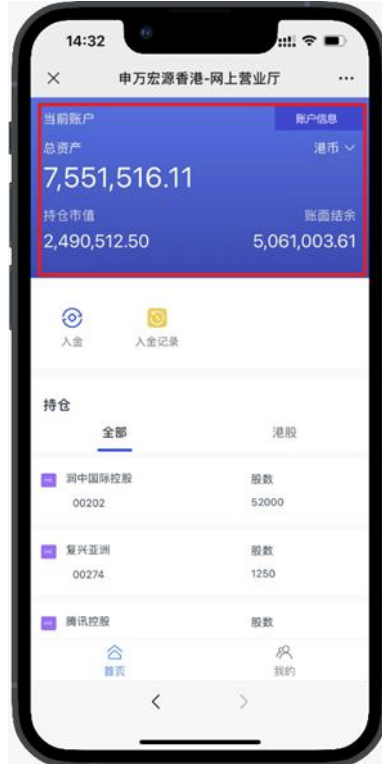 14:32
申万宏源香港-网上营业厅
当前账户 账户信息
总资产 港币
7,551,516.11
持仓市值 账面结余
2,490,512.50 5,061,003.61
入金 入金记录
持仓
全部 港股
润中国际控股 股数
00202 52000
复兴亚洲 股数
00274 1250
腾讯控股 股数
首页 我的